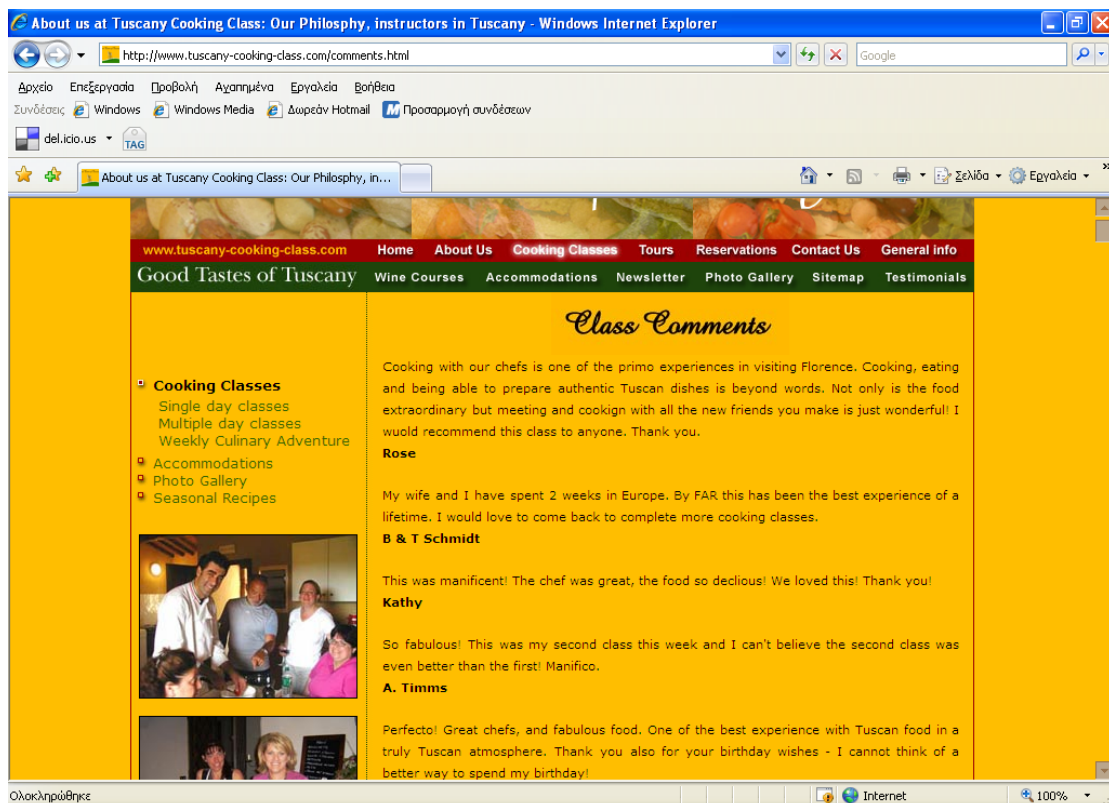 About us at Tuscany Cooking Class: Our Philosphy, instructors in Tuscany - Windows Internet Explorer
http://www.tuscany-cooking-class.com/comments.html
Google
Αρχείο Επεξεργασία Προβολή Αγαπημένα Εργαλεία Βοήθεια
Συνδέσεις Windows Windows Media Δωρεάν Hotmail Προσαρμογή συνδέσεων
del.icio.us TAG
About us at Tuscany Cooking Class: Our Philosphy, in...
Σελίδα Εργαλεία
www.tuscany-cooking-class.com Home About Us Cooking Classes Tours Reservations Contact Us General info
Good Tastes of Tuscany Wine Courses Accommodations Newsletter Photo Gallery Sitemap Testimonials
Cooking Classes
Single day classes
Multiple day classes
Weekly Culinary Adventure
Accommodations
Photo Gallery
Seasonal Recipes
Class Comments
Cooking with our chefs is one of the primo experiences in visiting Florence. Cooking, eating
and being able to prepare authentic Tuscan dishes is beyond words. Not only is the food
extraordinary but meeting and cookign with all the new friends you make is just wonderful! I
wuold recommend this class to anyone. Thank you.
Rose
My wife and I have spent 2 weeks in Europe. By FAR this has been the best experience of a
lifetime. I would love to come back to complete more cooking classes.
B & T Schmidt
This was manificent! The chef was great, the food so declious! We loved this! Thank you!
Kathy
So fabulous! This was my second class this week and I can't believe the second class was
even better than the first! Manifico.
A. Timms
Perfecto! Great chefs, and fabulous food. One of the best experience with Tuscan food in a
truly Tuscan atmosphere. Thank you also for your birthday wishes - I cannot think of a
better way to spend my birthday!
Ολοκληρώθηκε Internet 100%